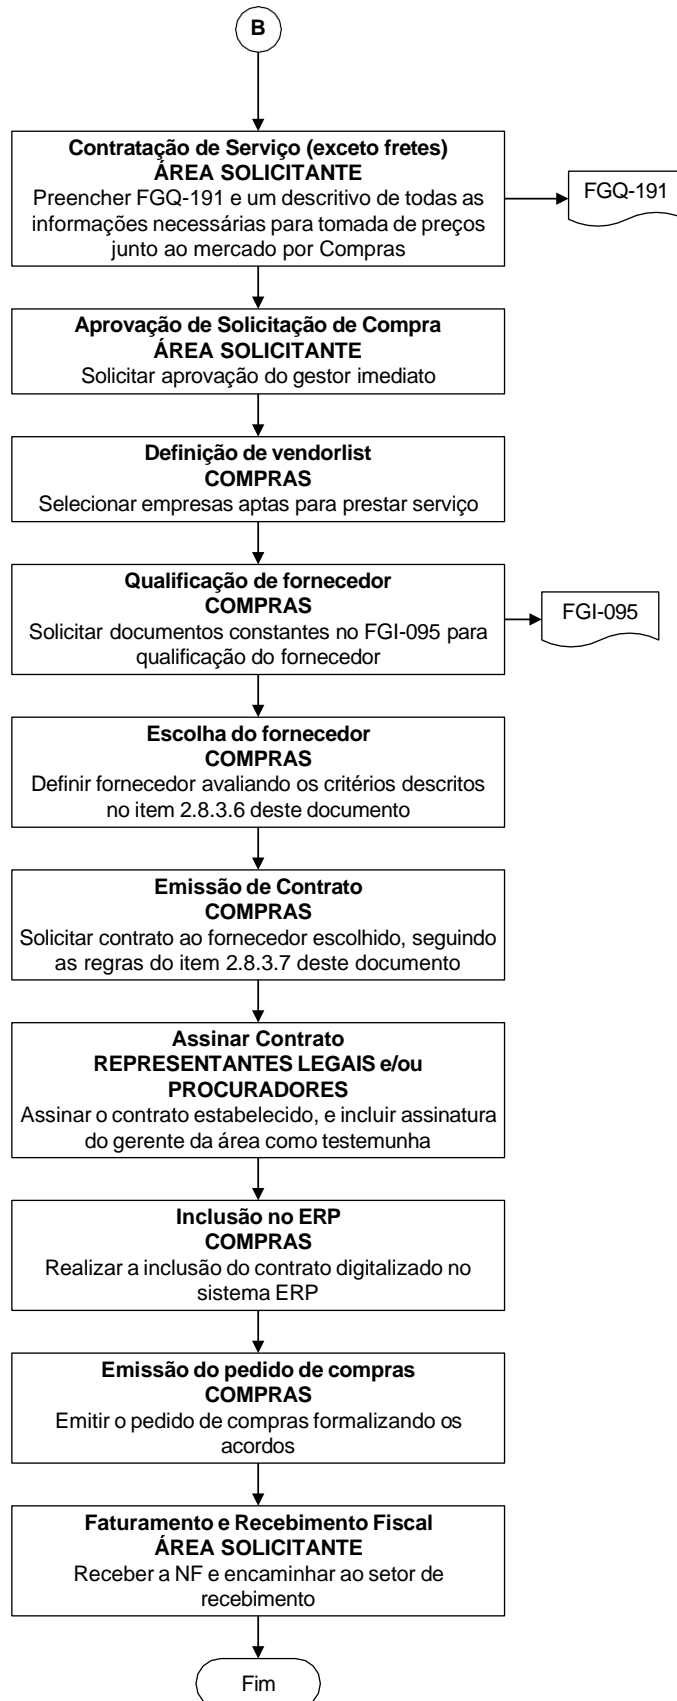 B
Contratação de Serviço (exceto fretes)
ÁREA SOLICITANTE
Preencher FGQ-191 e um descritivo de todas as
informações necessárias para tomada de preços
junto ao mercado por Compras
FGQ-191
Aprovação de Solicitação de Compra
ÁREA SOLICITANTE
Solicitar aprovação do gestor imediato
Definição de vendorlist
COMPRAS
Selecionar empresas aptas para prestar serviço
Qualificação de fornecedor
COMPRAS
Solicitar documentos constantes no FGI-095 para
qualificação do fornecedor
FGI-095
Escolha do fornecedor
COMPRAS
Definir fornecedor avaliando os critérios descritos
no item 2.8.3.6 deste documento
Emissão de Contrato
COMPRAS
Solicitar contrato ao fornecedor escolhido, seguindo
as regras do item 2.8.3.7 deste documento
Assinar Contrato
REPRESENTANTES LEGAIS e/ou
PROCURADORES
Assinar o contrato estabelecido, e incluir assinatura
do gerente da área como testemunha
Inclusão no ERP
COMPRAS
Realizar a inclusão do contrato digitalizado no
sistema ERP
Emissão do pedido de compras
COMPRAS
Emitir o pedido de compras formalizando os
acordos
Faturamento e Recebimento Fiscal
ÁREA SOLICITANTE
Receber a NF e encaminhar ao setor de
recebimento
Fim